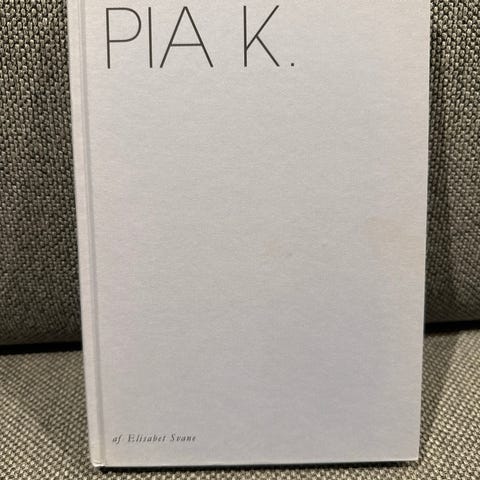 PIA K.
af Elisabet Svane